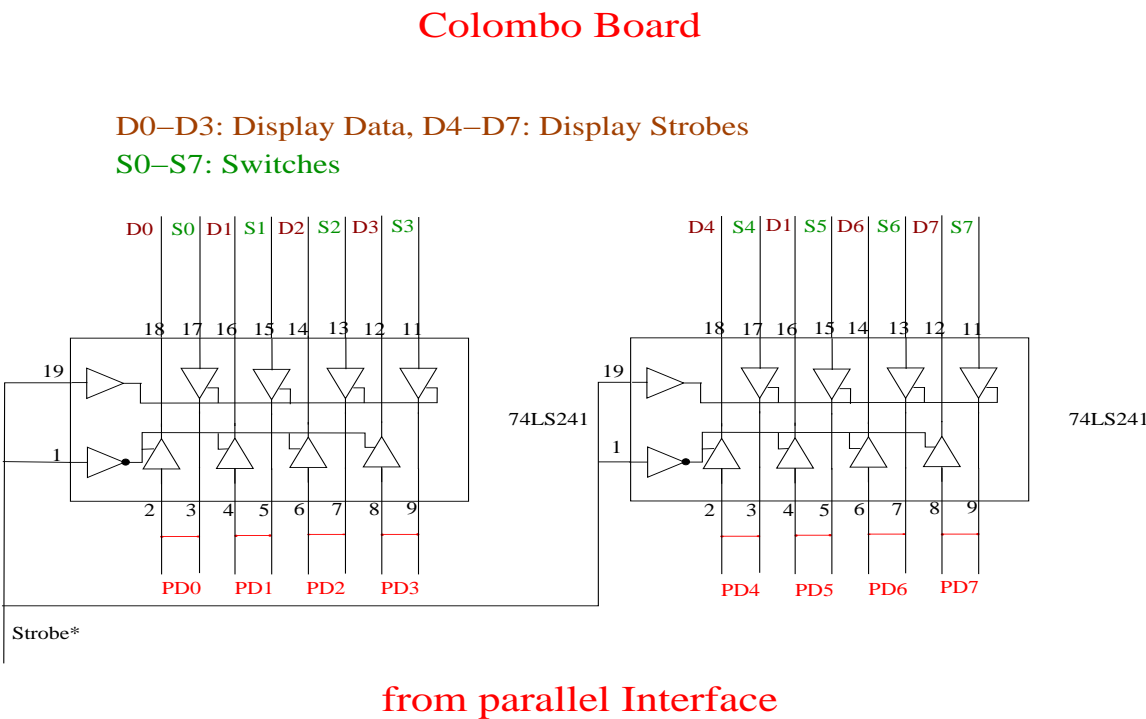 Colombo Board
D0–D3: Display Data, D4–D7: Display Strobes
S0–S7: Switches
D0 S0 D1 S1 D2 S2 D3 S3 D4 S4 D1 S5 D6 S6 D7 S7
18 17 16 15 14 13 12 11 18 17 16 15 14 13 12 11
19 19
74LS241 74LS241
1 1
2 3 4 5 6 7 8 9 2 3 4 5 6 7 8 9
PD0 PD1 PD2 PD3 PD4 PD5 PD6 PD7
Strobe*
from parallel Interface